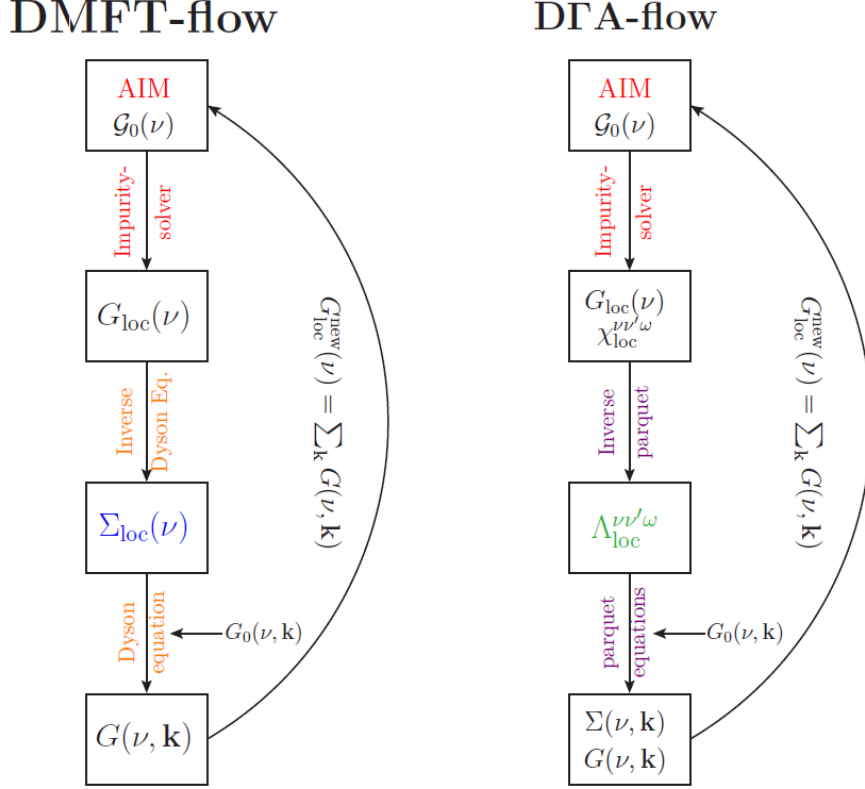 DMFT-flow
AIM
𝒢₀(ν)
Impurity-
solver
G_loc(ν)
Inverse
Dyson Eq.
Σ_loc(ν)
Dyson
equation
G₀(ν, k)
G(ν, k)
G_loc^new(ν) = ∑_k G(ν, k)
DΓA-flow
AIM
𝒢₀(ν)
Impurity-
solver
G_loc(ν)
χ_loc^νν′ω
Inverse
parquet
Λ_loc^νν′ω
parquet
equations
G₀(ν, k)
Σ(ν, k)
G(ν, k)
G_loc^new(ν) = ∑_k G(ν, k)